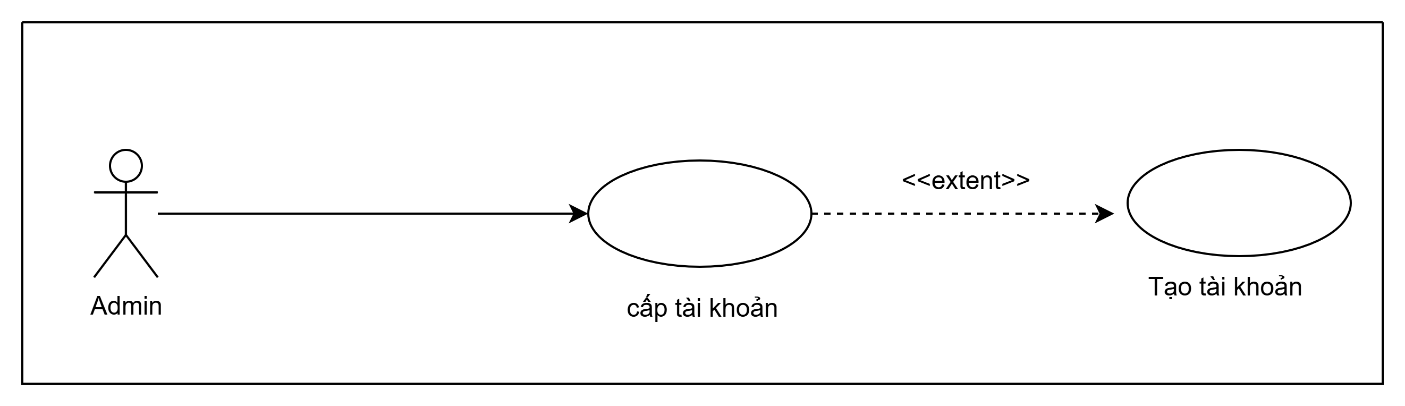 <<extent>>
Admin
cấp tài khoản
Tạo tài khoản